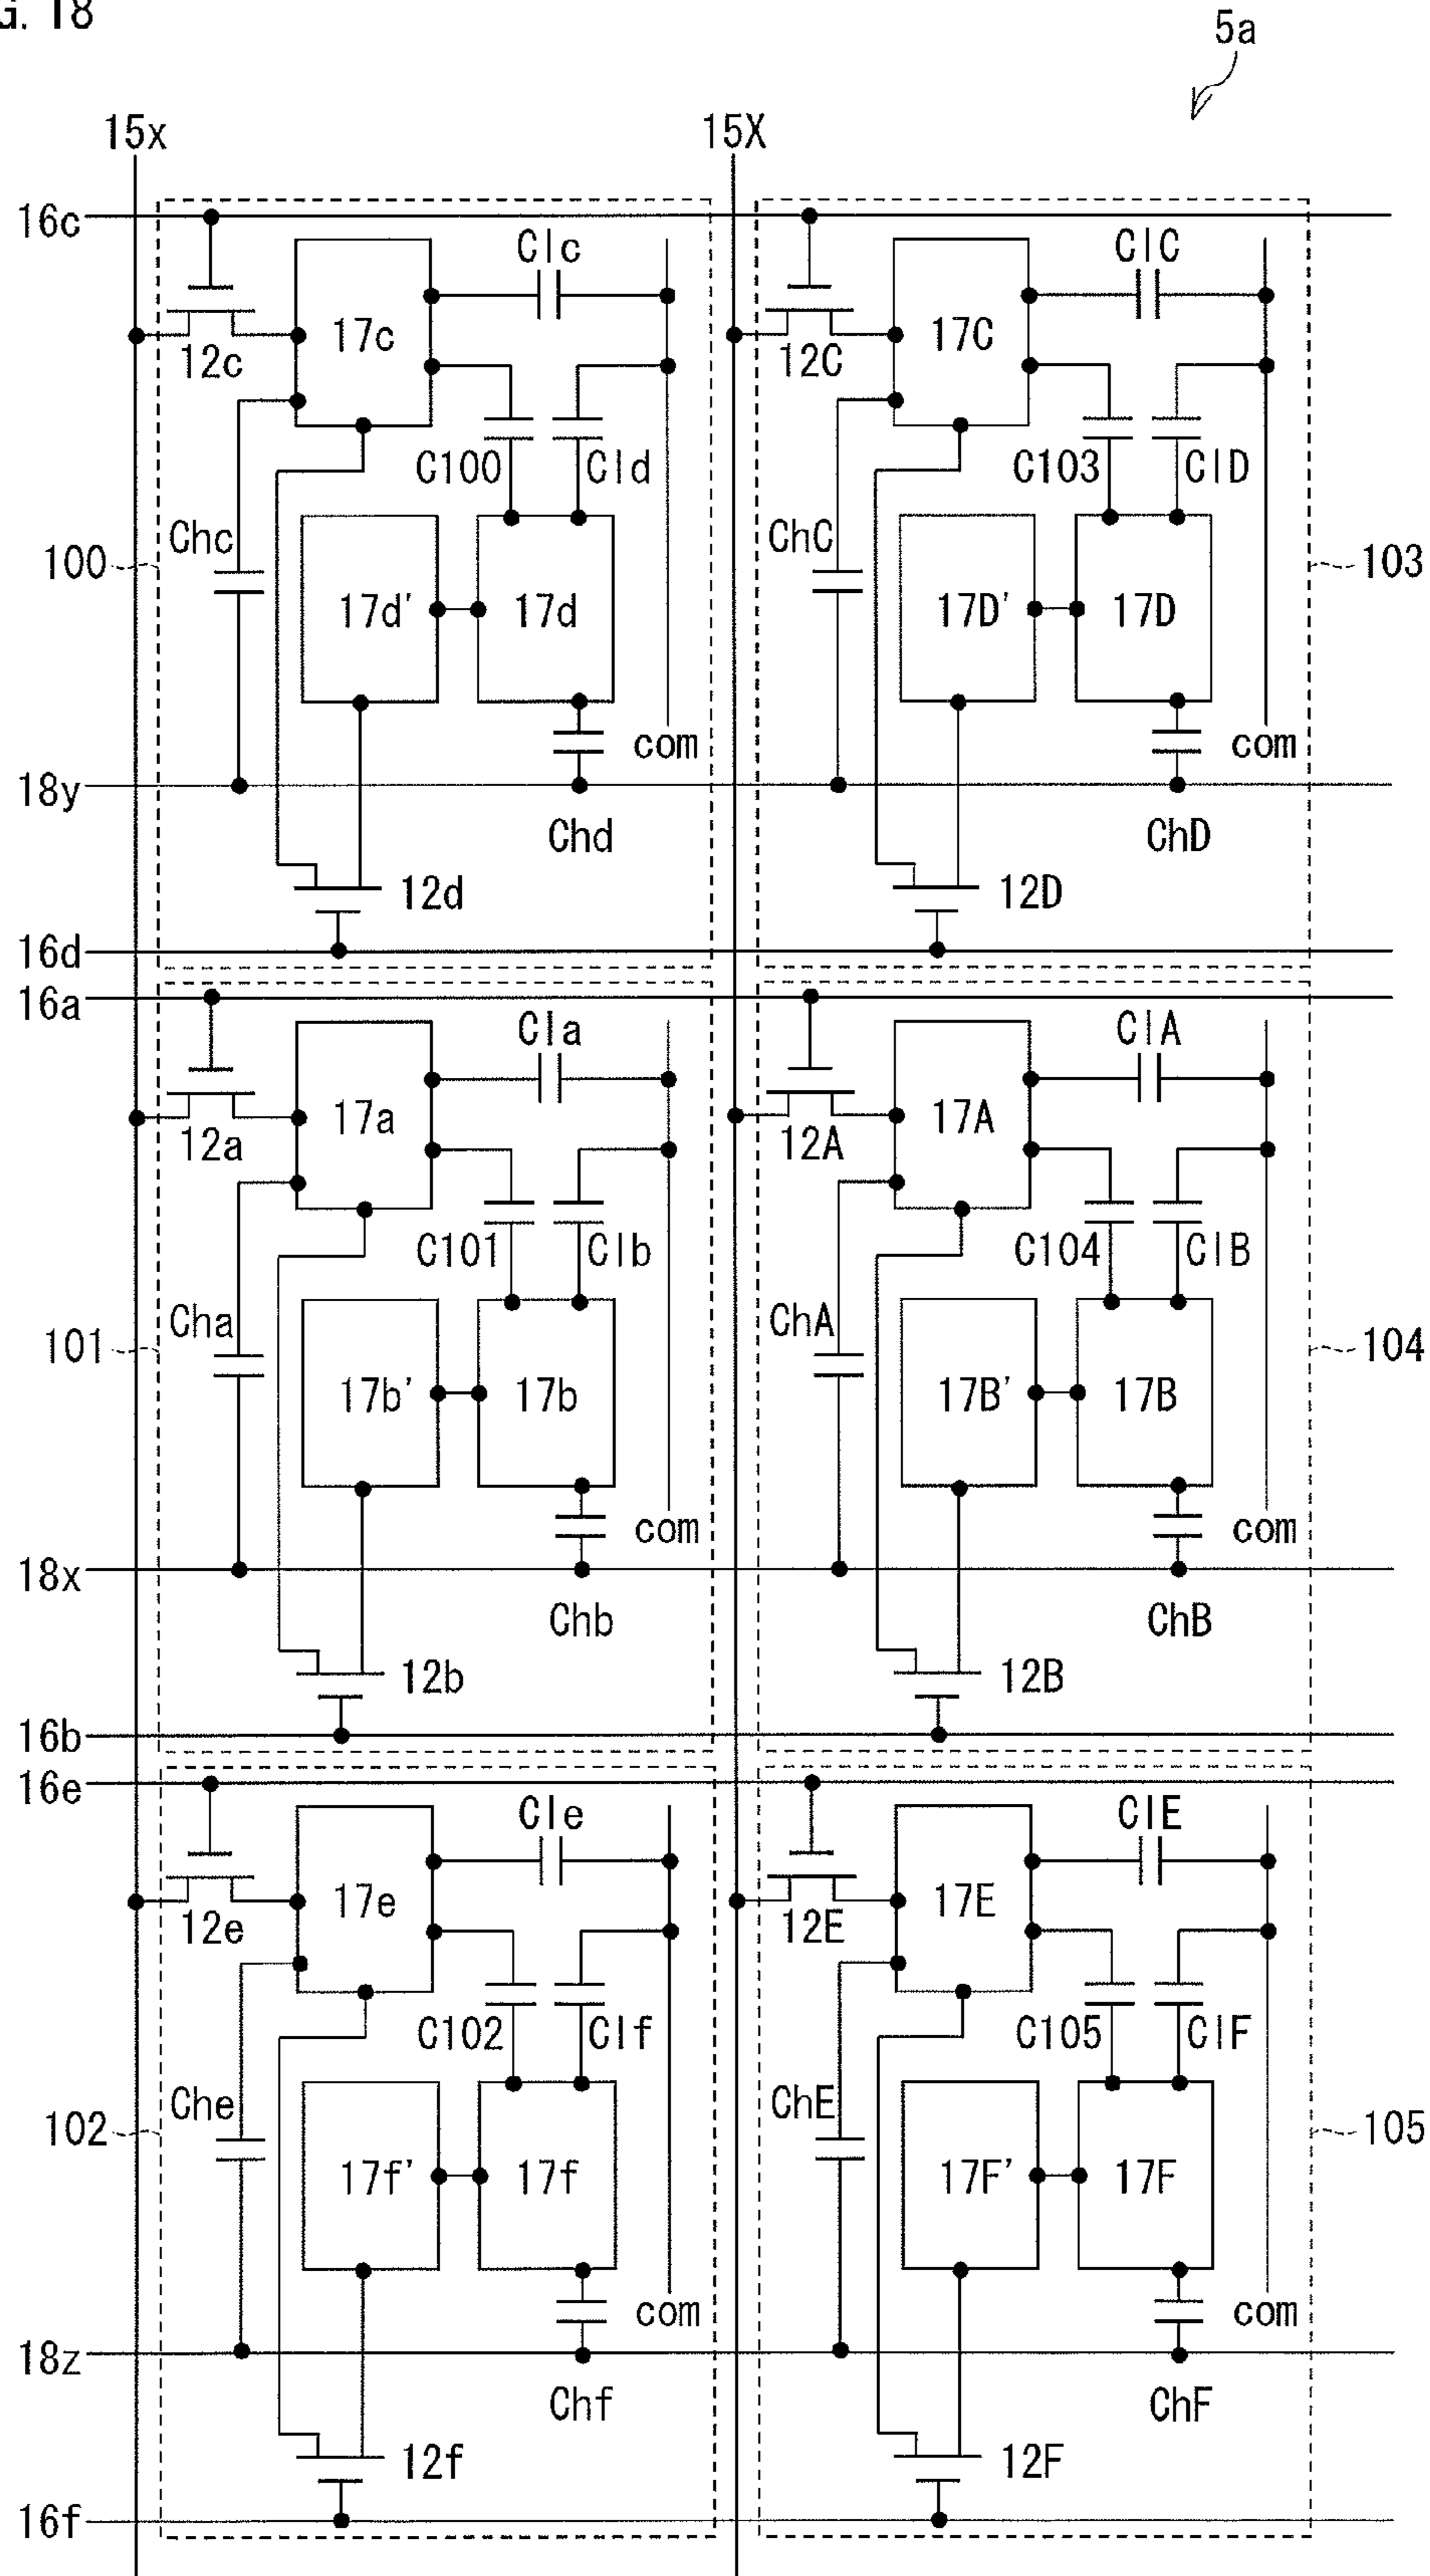 G. 18
5a
15x 15X
16c
Clc ClC
17c 17C
12c 12C
C100 Cld C103 ClD
Chc ChC
100 103
17d' 17d 17D' 17D
com com
18y
Chd ChD
12d 12D
16d
16a
Cla ClA
17a 17A
12a 12A
C101 Clb C104 ClB
Cha ChA
101 104
17b' 17b 17B' 17B
com com
18x
Chb ChB
12b 12B
16b
16e
Cle ClE
17e 17E
12e 12E
C102 Clf C105 ClF
Che ChE
102 105
17f' 17f 17F' 17F
com com
18z
Chf ChF
12f 12F
16f